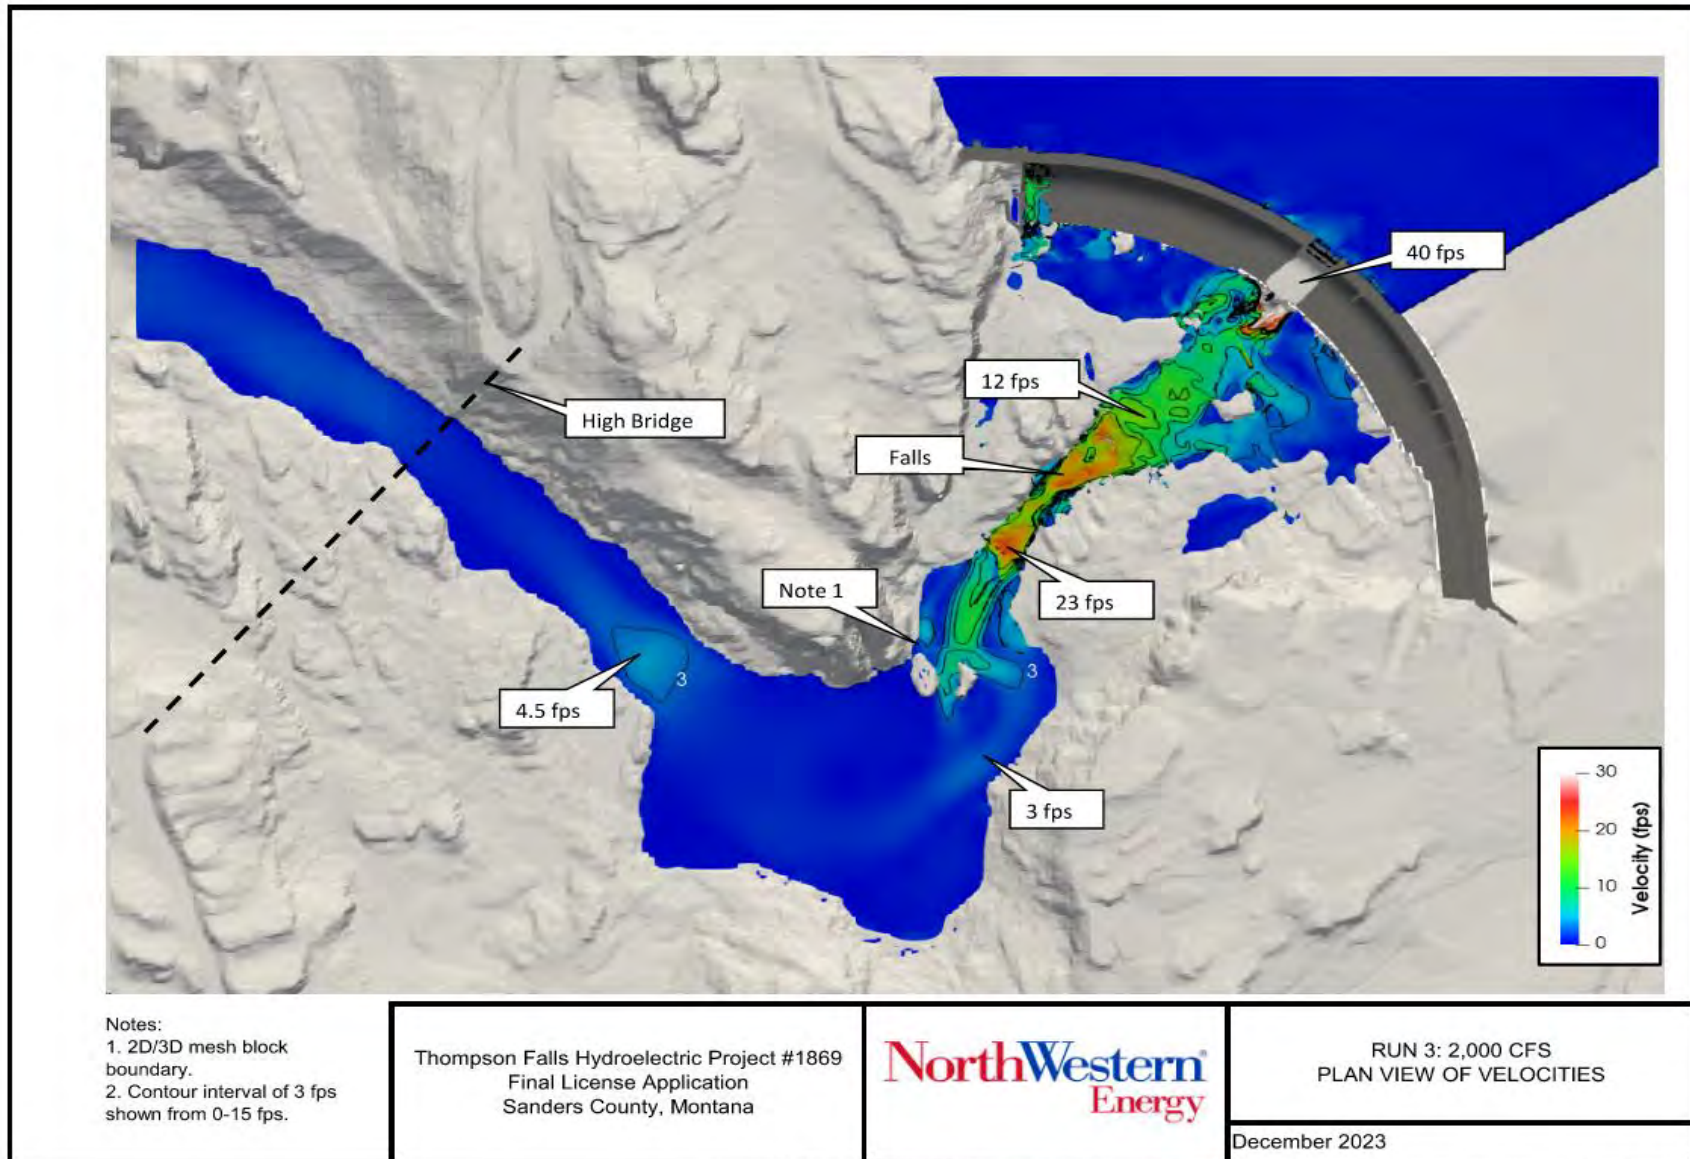 40 fps
12 fps
High Bridge
Falls
Note 1
23 fps
3
3
4.5 fps
3 fps
30
20
10
0
Velocity (fps)
Notes:
1. 2D/3D mesh block
boundary.
2. Contour interval of 3 fps
shown from 0-15 fps.
Thompson Falls Hydroelectric Project #1869
Final License Application
Sanders County, Montana
NorthWestern®
Energy
RUN 3: 2,000 CFS
PLAN VIEW OF VELOCITIES
December 2023